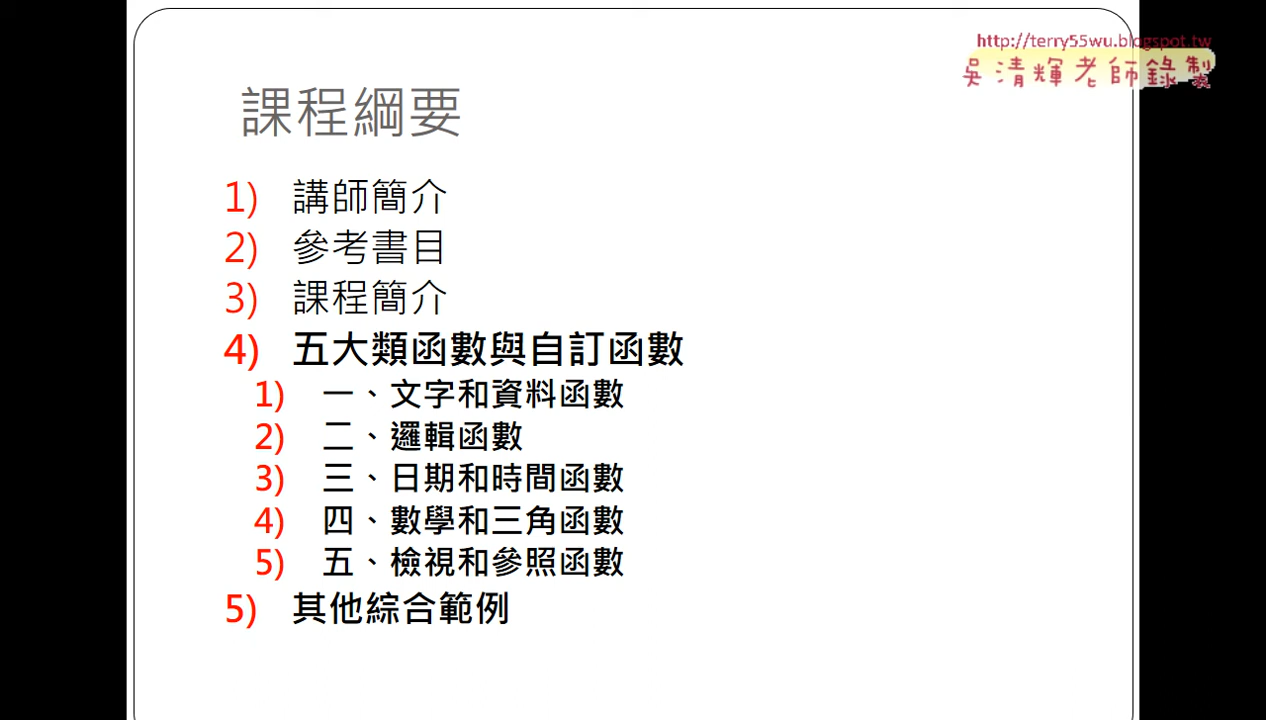 http://terry55wu.blogspot.tw
吳清輝老師錄製
課程綱要
1) 講師簡介
2) 參考書目
3) 課程簡介
4) 五大類函數與自訂函數
1) 一、文字和資料函數
2) 二、邏輯函數
3) 三、日期和時間函數
4) 四、數學和三角函數
5) 五、檢視和參照函數
5) 其他綜合範例